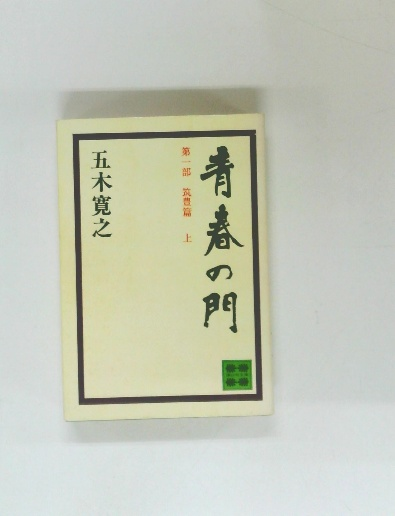 青春の門
第一部 筑豊篇 上
五木寛之